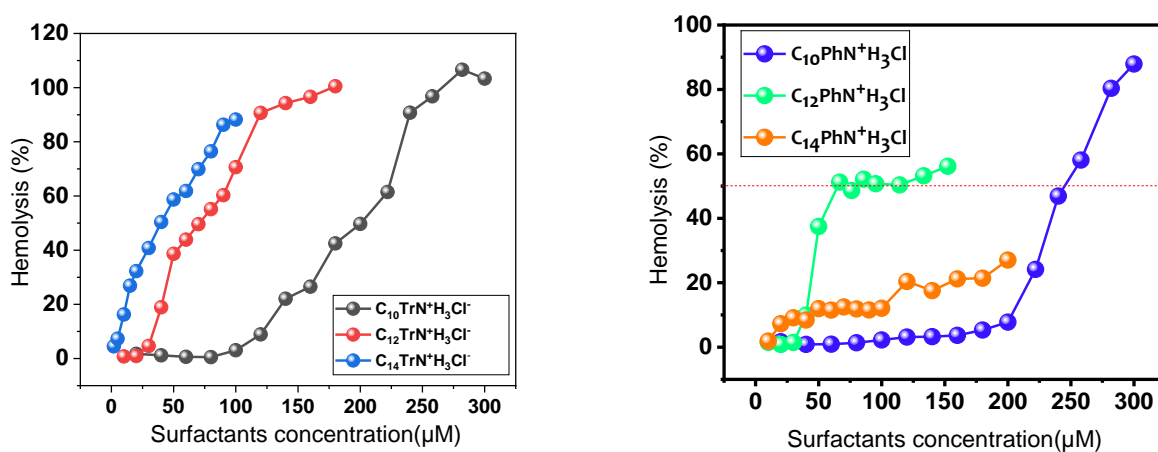 120
100
80
60
40
20
0
Hemolysis (%)
C₁₀TrN⁺H₃Cl⁻
C₁₂TrN⁺H₃Cl⁻
C₁₄TrN⁺H₃Cl⁻
0 50 100 150 200 250 300
Surfactants concentration(µM)
100
80
60
40
20
0
Hemolysis (%)
C₁₀PhN⁺H₃Cl
C₁₂PhN⁺H₃Cl
C₁₄PhN⁺H₃Cl
0 50 100 150 200 250 300
Surfactants concentration(µM)